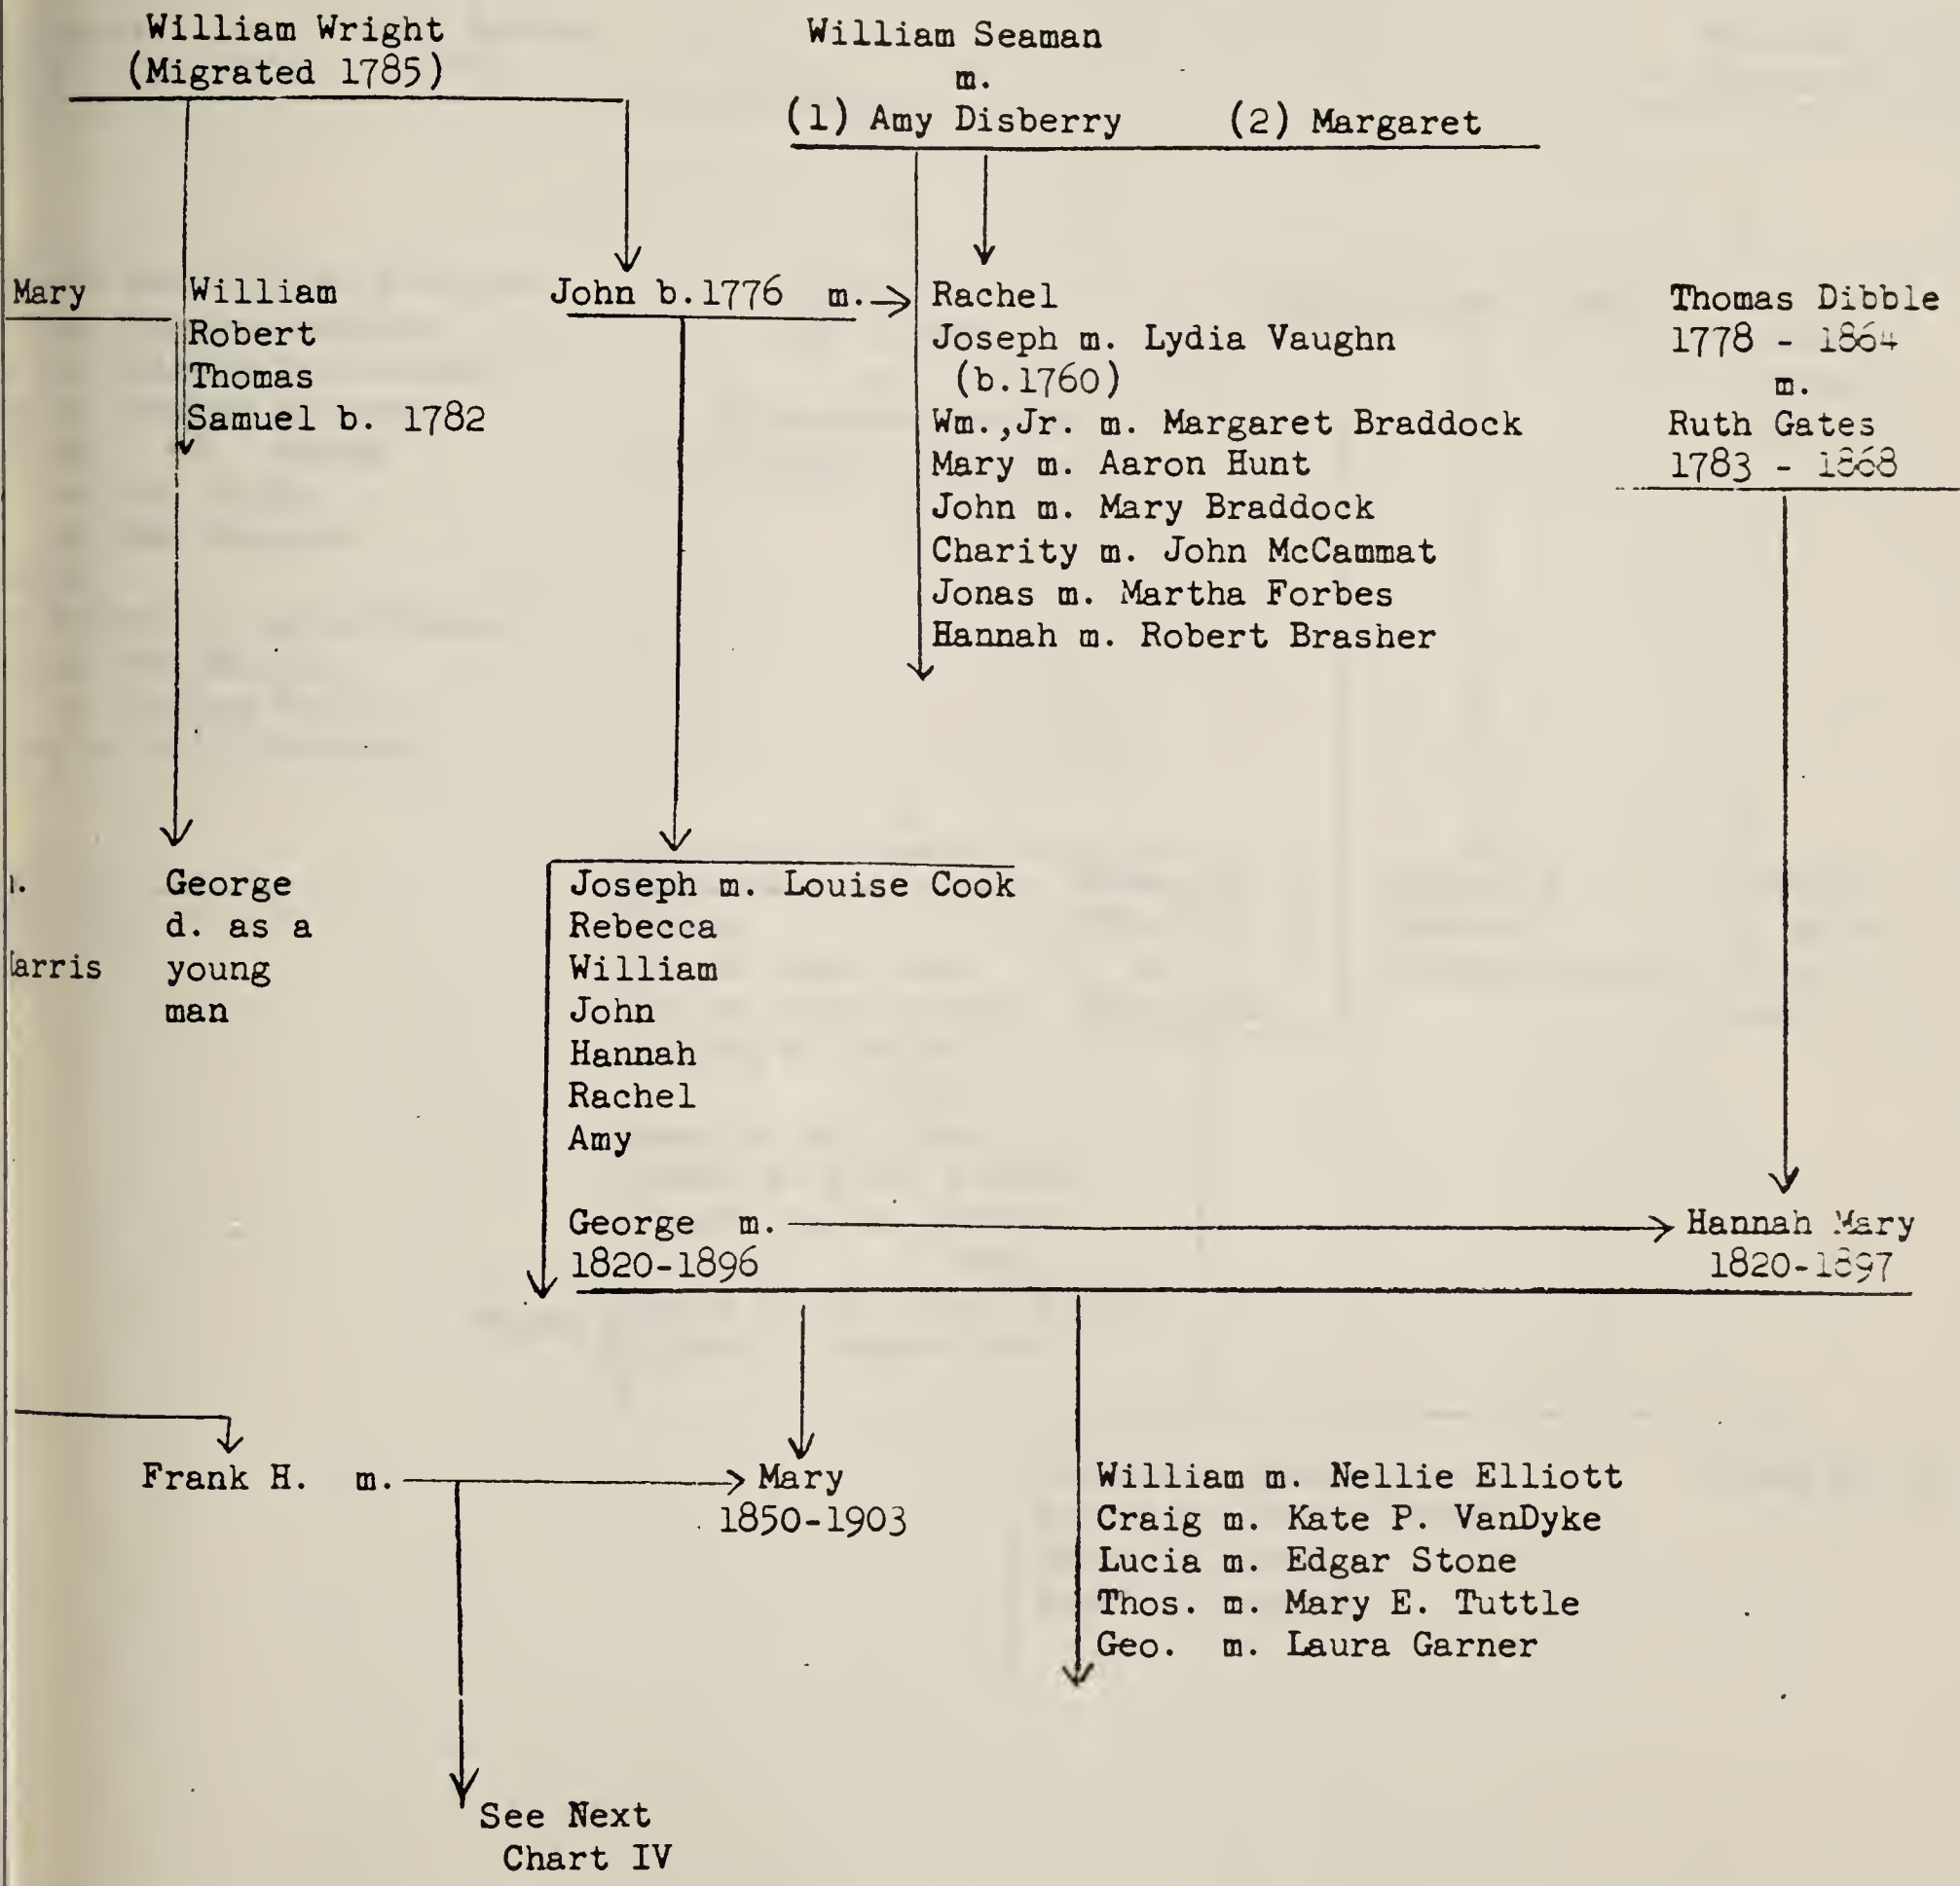 William Wright
(Migrated 1785)
William Seaman
m.
(1) Amy Disberry (2) Margaret
Mary
William
Robert
Thomas
Samuel b. 1782
John b.1776 m.
Rachel
Joseph m. Lydia Vaughn
(b.1760)
Wm.,Jr. m. Margaret Braddock
Mary m. Aaron Hunt
John m. Mary Braddock
Charity m. John McCammat
Jonas m. Martha Forbes
Hannah m. Robert Brasher
Thomas Dibble
1778 - 1864
m.
Ruth Gates
1783 - 1868
George
d. as a
arris young
man
Joseph m. Louise Cook
Rebecca
William
John
Hannah
Rachel
Amy
George m. Hannah Mary
1820-1896 1820-1897
Frank H. m. Mary
1850-1903
William m. Nellie Elliott
Craig m. Kate P. VanDyke
Lucia m. Edgar Stone
Thos. m. Mary E. Tuttle
Geo. m. Laura Garner
See Next
Chart IV